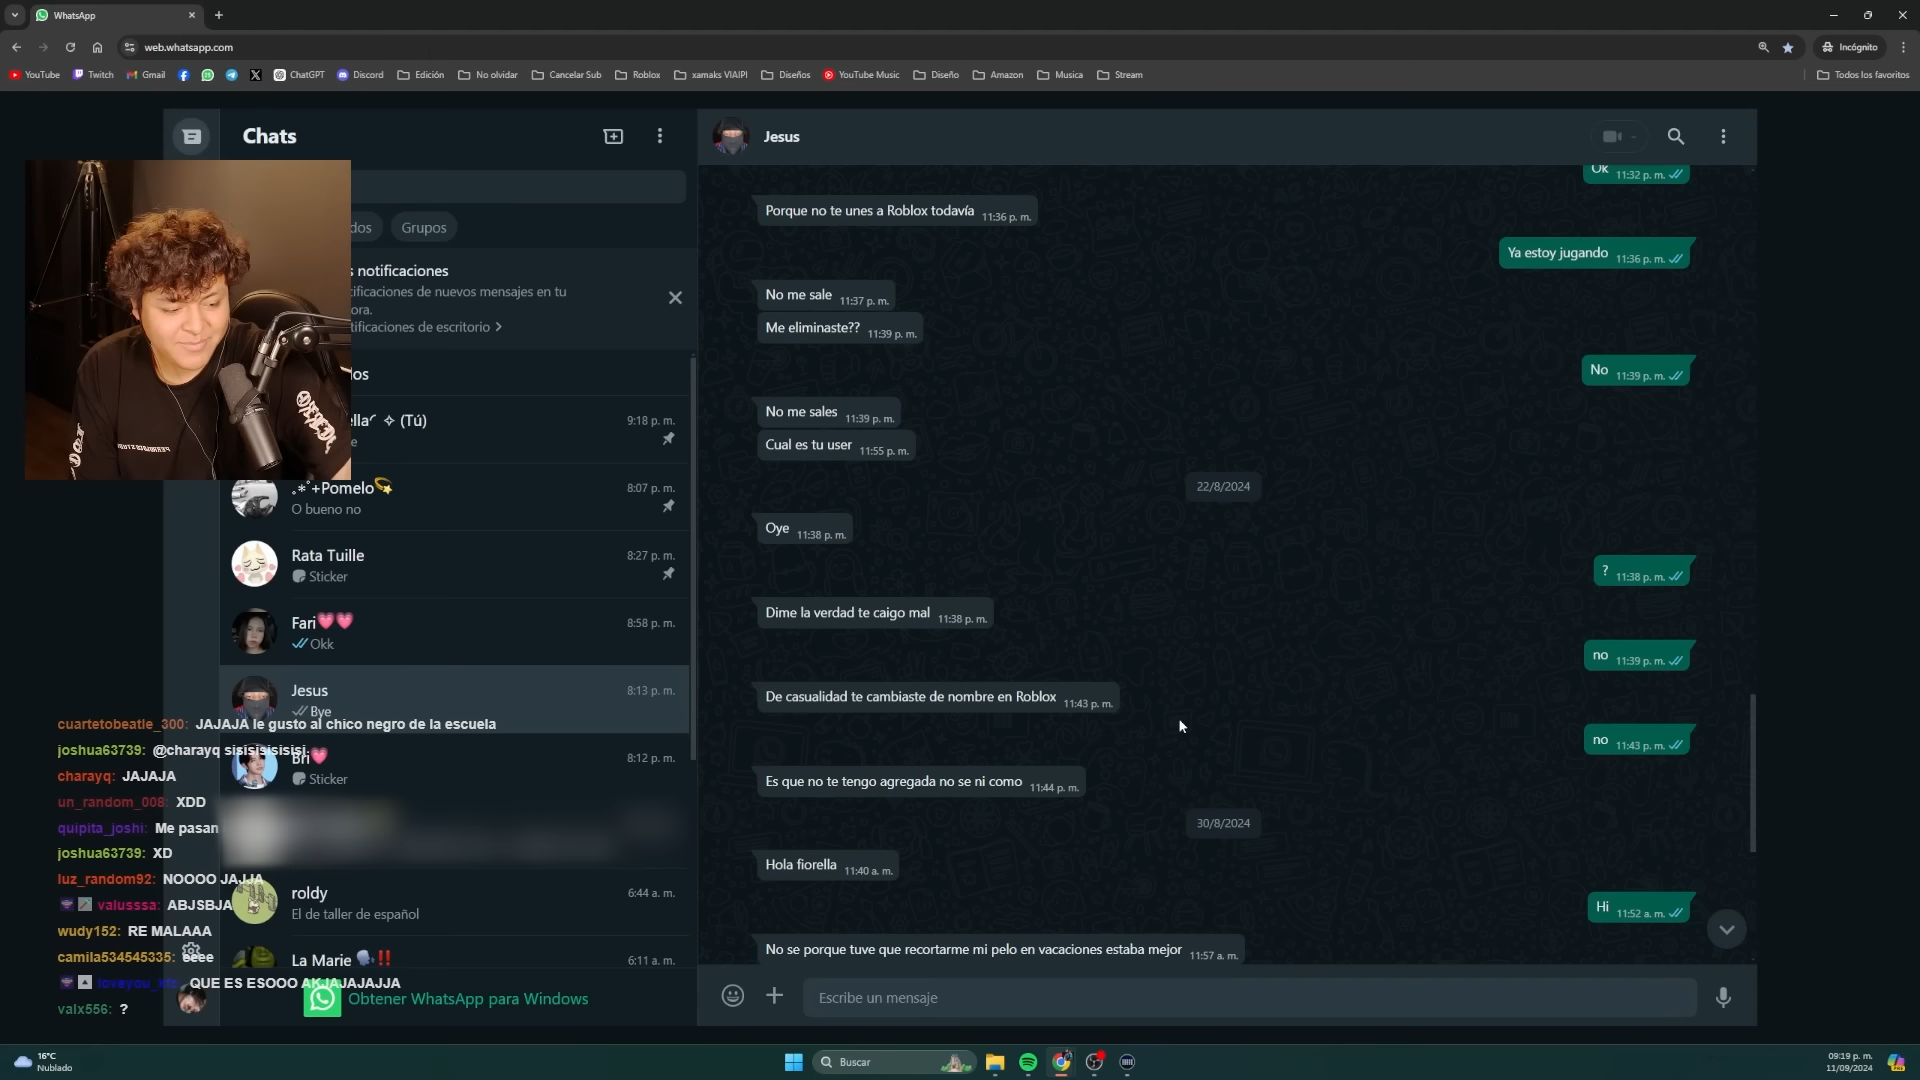 WhatsApp
web.whatsapp.com
Incógnito
YouTube
Twitch
Gmail
ChatGPT
Discord
Edición
No olvidar
Cancelar Sub
Roblox
xamaks VIAIPI
Diseños
YouTube Music
Diseño
Amazon
Musica
Stream
Todos los favoritos
Chats
dos
Grupos
s notificaciones
tificaciones de nuevos mensajes en tu
ora.
tificaciones de escritorio
dos
ella ✧ (Tú) 9:18 p. m.
e
｡⁎˚+Pomelo💫 8:07 p. m.
O bueno no
Rata Tuille 8:27 p. m.
Sticker
Fari💗💗 8:58 p. m.
Okk
Jesus 8:13 p. m.
Bye
Bri💗 8:12 p. m.
Sticker
roldy 6:44 a. m.
El de taller de español
La Marie 🗣️‼️ 6:11 a. m.
Obtener WhatsApp para Windows
cuartetobeatle_300: JAJAJA le gusto al chico negro de la escuela
joshua63739: @charayq sisisisisisisi
charayq: JAJAJA
un_random_008: XDD
quipita_joshi: Me pasan
joshua63739: XD
luz_random92: NOOOO JAJJA
valusssa: ABJSBJA
wudy152: RE MALAAA
camila534545335: eeee
QUE ES ESOOO AKJAJAJAJJA
valx556: ?
Jesus
Ok 11:32 p. m.
Porque no te unes a Roblox todavía 11:36 p. m.
Ya estoy jugando 11:36 p. m.
No me sale 11:37 p. m.
Me eliminaste?? 11:39 p. m.
No 11:39 p. m.
No me sales 11:39 p. m.
Cual es tu user 11:55 p. m.
22/8/2024
Oye 11:38 p. m.
? 11:38 p. m.
Dime la verdad te caigo mal 11:38 p. m.
no 11:39 p. m.
De casualidad te cambiaste de nombre en Roblox 11:43 p. m.
no 11:43 p. m.
Es que no te tengo agregada no se ni como 11:44 p. m.
30/8/2024
Hola fiorella 11:40 a. m.
Hi 11:52 a. m.
No se porque tuve que recortarme mi pelo en vacaciones estaba mejor 11:57 a. m.
Escribe un mensaje
16°C
Nublado
Buscar
09:19 p. m.
11/09/2024